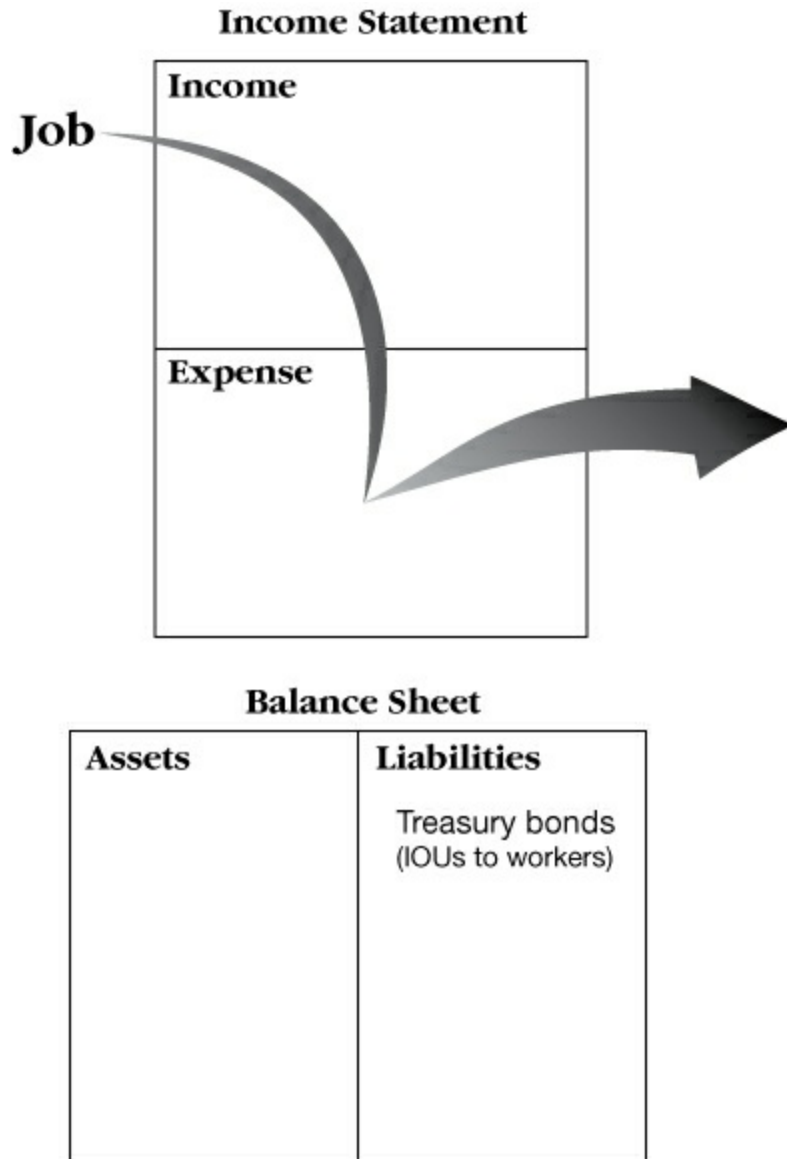 Income Statement
Income
Job
Expense
Balance Sheet
Assets
Liabilities
Treasury bonds
(IOUs to workers)